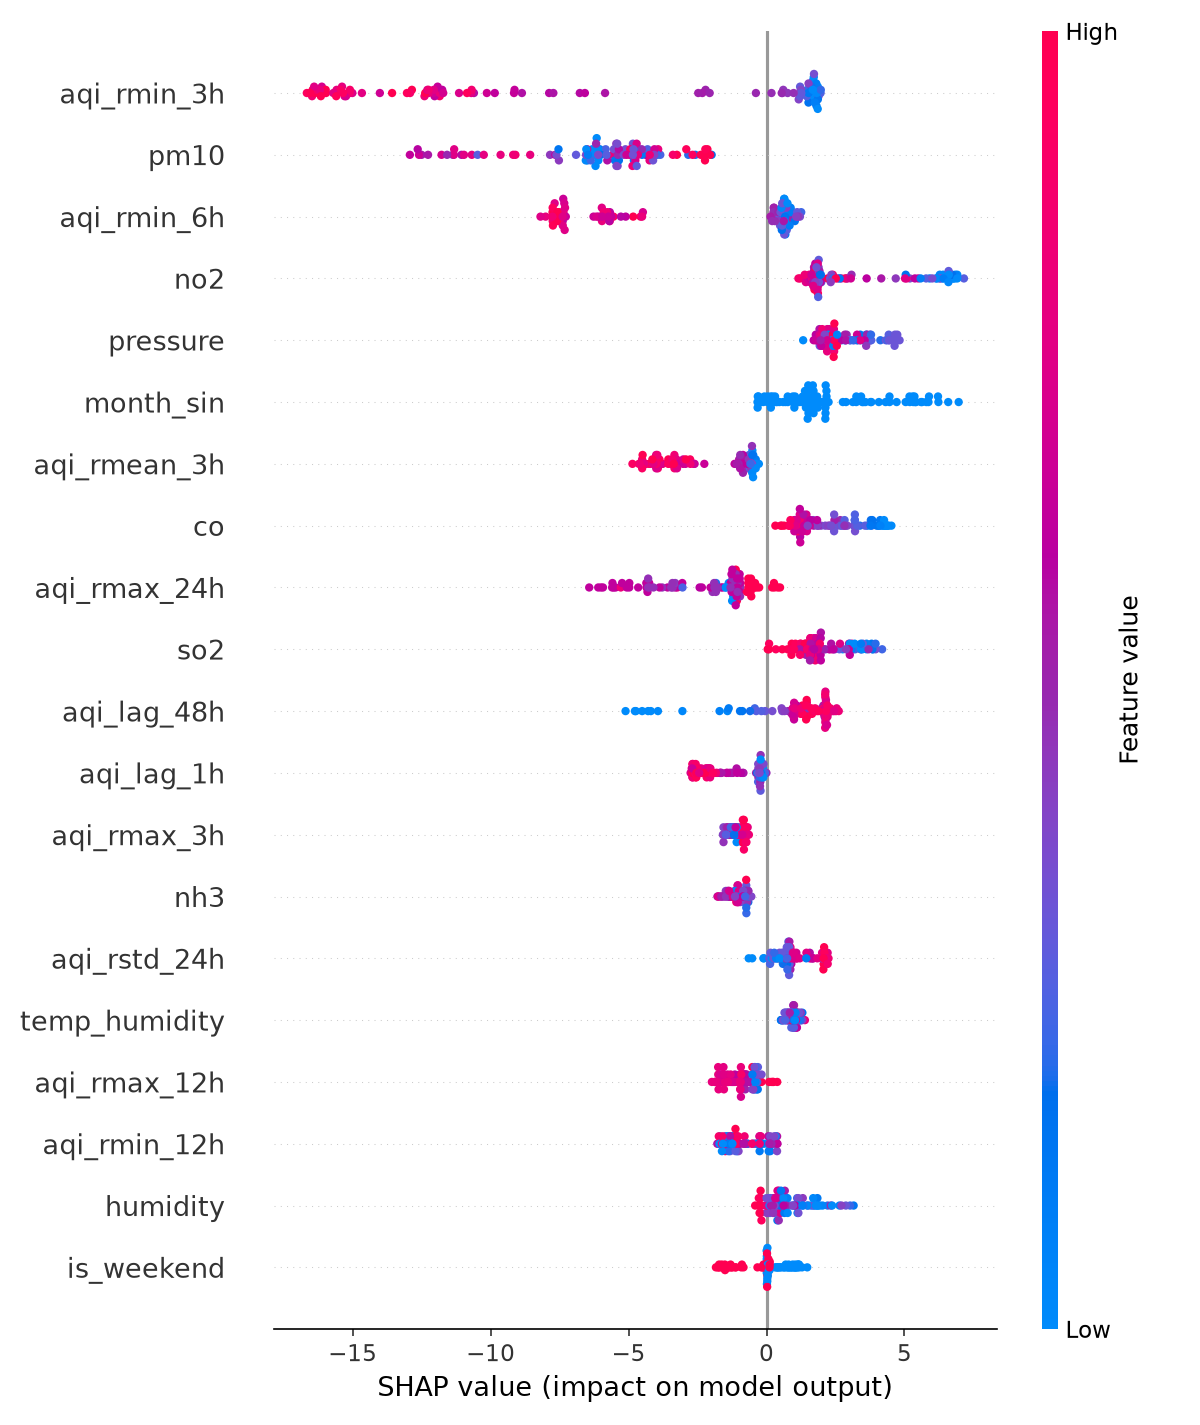 High
aqi_rmin_3h
pm10
aqi_rmin_6h
no2
pressure
month_sin
aqi_rmean_3h
co
aqi_rmax_24h
so2
aqi_lag_48h
aqi_lag_1h
aqi_rmax_3h
nh3
aqi_rstd_24h
temp_humidity
aqi_rmax_12h
aqi_rmin_12h
humidity
is_weekend
Feature value
Low
−15 −10 −5 0 5
SHAP value (impact on model output)